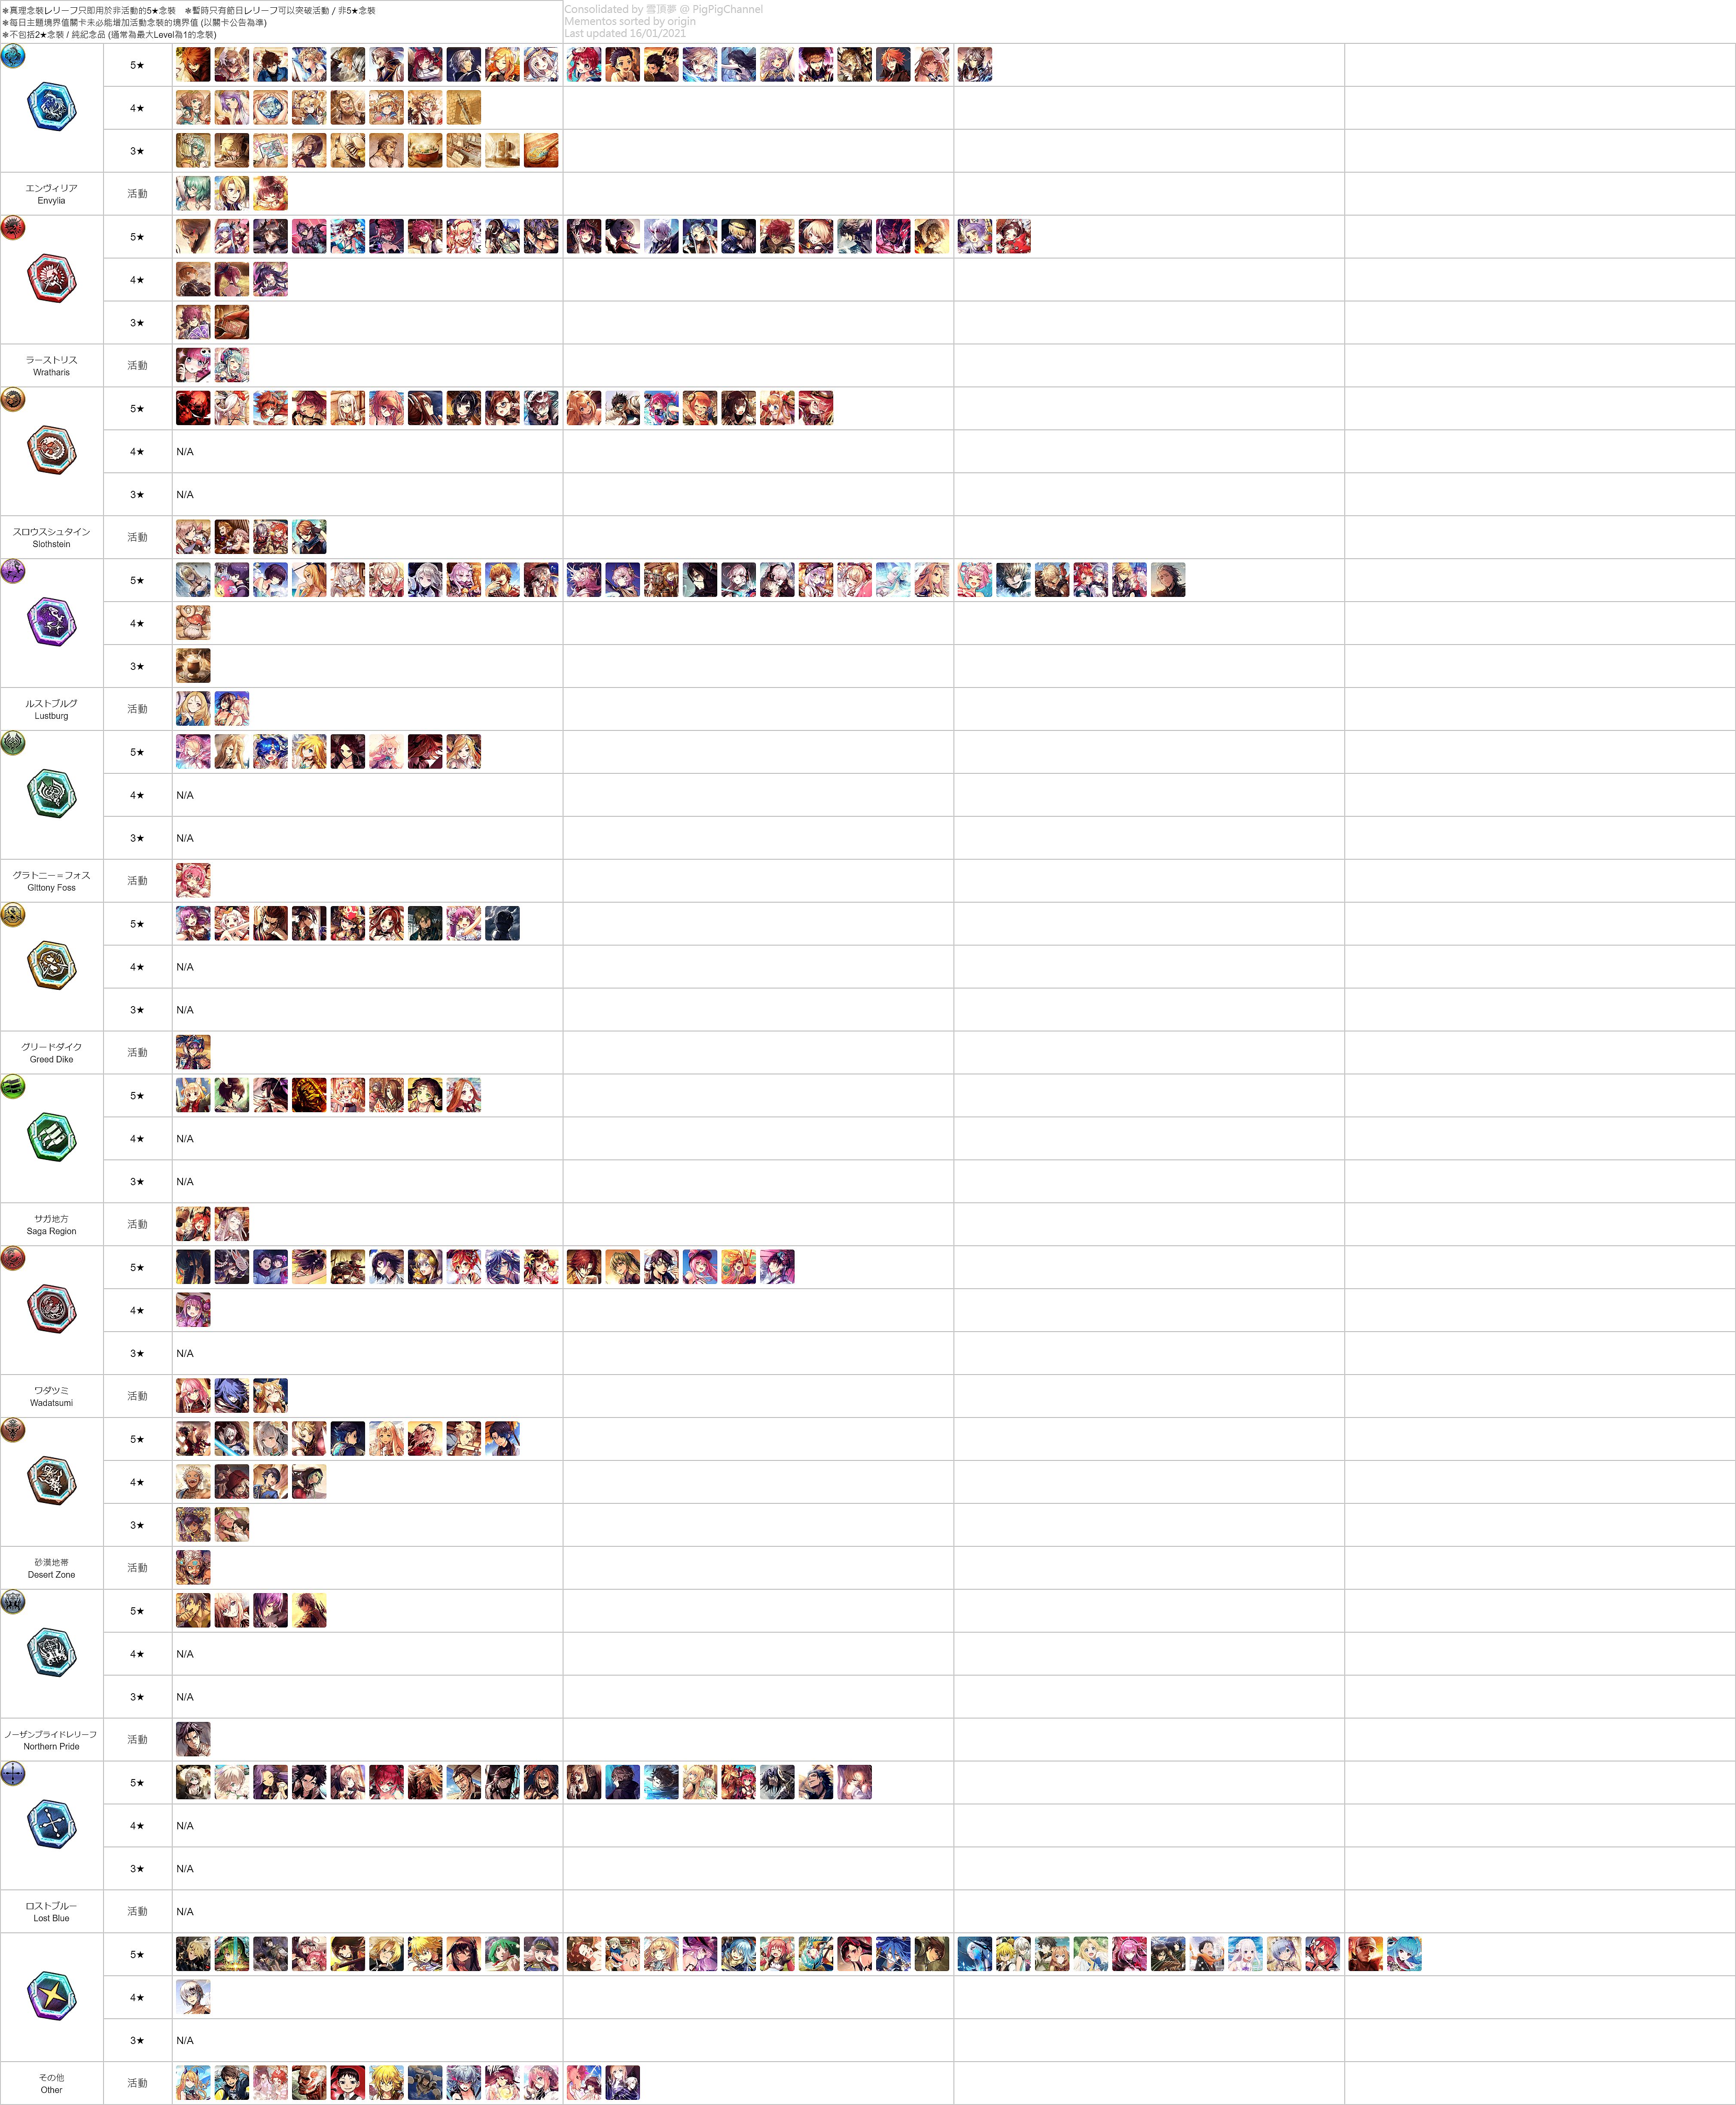 ＊真理念裝レリーフ只即用於非活動的5★念裝　＊暫時只有節日レリーフ可以突破活動 / 非5★念裝
＊每日主題境界值關卡未必能增加活動念裝的境界值 (以關卡公告為準)
＊不包括2★念裝 / 純紀念品 (通常為最大Level為1的念裝)
Consolidated by 雲頂夢 @ PigPigChannel
Mementos sorted by origin
Last updated 16/01/2021
5★
4★
3★
エンヴィリア
Envylia
活動
5★
4★
3★
ラーストリス
Wratharis
活動
5★
4★
N/A
3★
N/A
スロウスシュタイン
Slothstein
活動
5★
4★
3★
ルストブルグ
Lustburg
活動
5★
4★
N/A
3★
N/A
グラトニー＝フォス
Glttony Foss
活動
5★
4★
N/A
3★
N/A
グリードダイク
Greed Dike
活動
5★
4★
N/A
3★
N/A
サガ地方
Saga Region
活動
5★
4★
3★
N/A
ワダツミ
Wadatsumi
活動
5★
4★
3★
砂漠地帯
Desert Zone
活動
5★
4★
N/A
3★
N/A
ノーザンブライドレリーフ
Northern Pride
活動
5★
4★
N/A
3★
N/A
ロストブルー
Lost Blue
活動
N/A
5★
4★
3★
N/A
その他
Other
活動